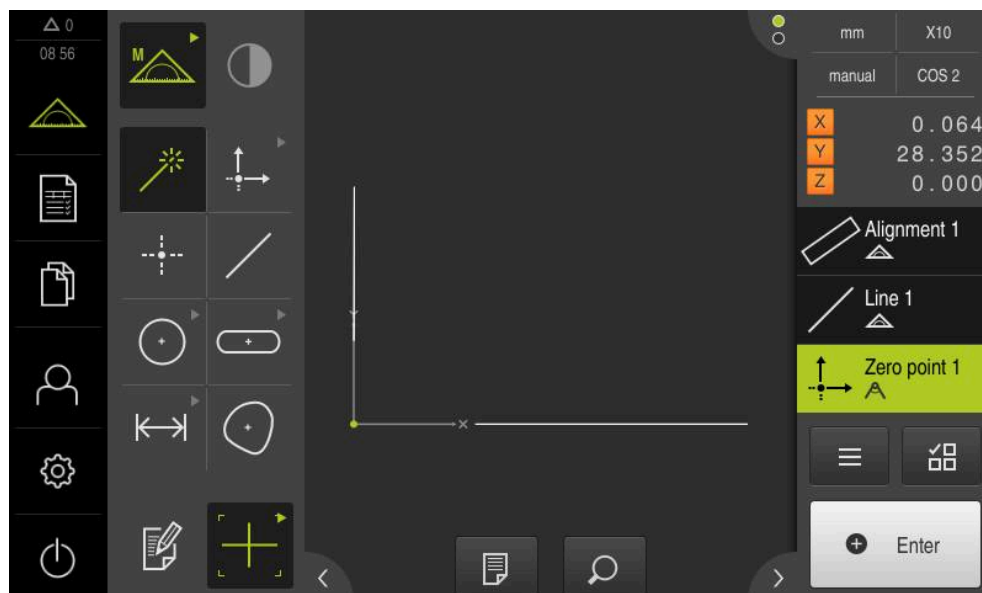 0
08 56
M
mm X10
manual COS 2
X 0.064
Y 28.352
Z 0.000
Alignment 1
Line 1
Zero point 1
Enter
Y
X